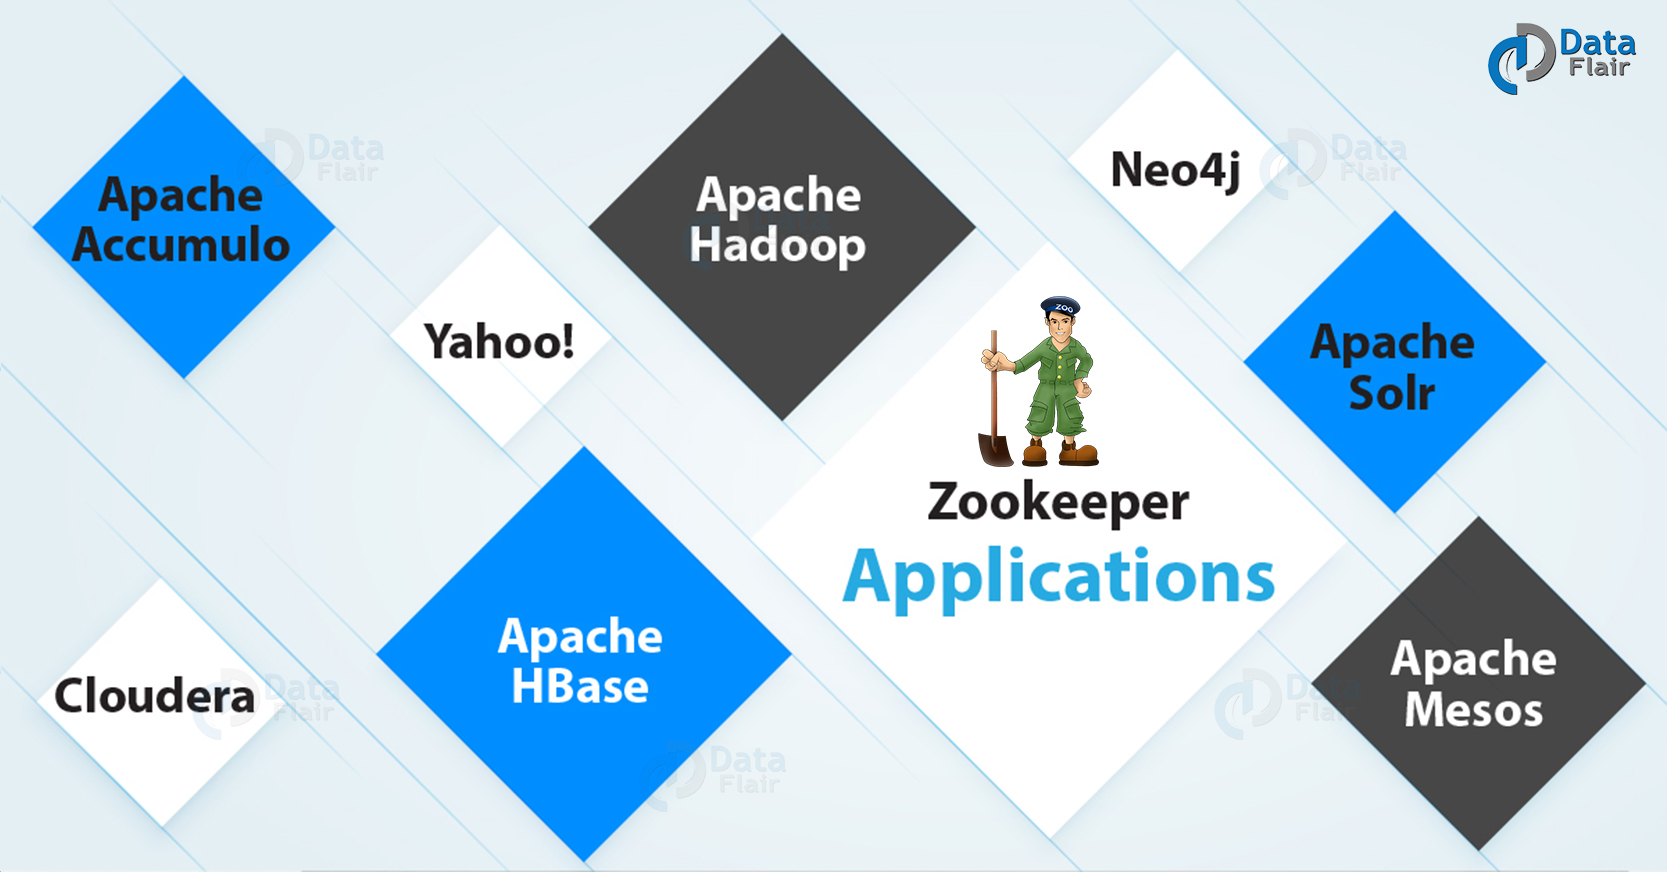 Data
Flair
Apache
Accumulo
Data
Flair
Yahoo!
Apache
Hadoop
Neo4j
Data
Flair
Apache
Solr
ZOO
Zookeeper
Applications
Cloudera
Data
Flair
Apache
HBase
Data
Flair
Data
Flair
Apache
Mesos